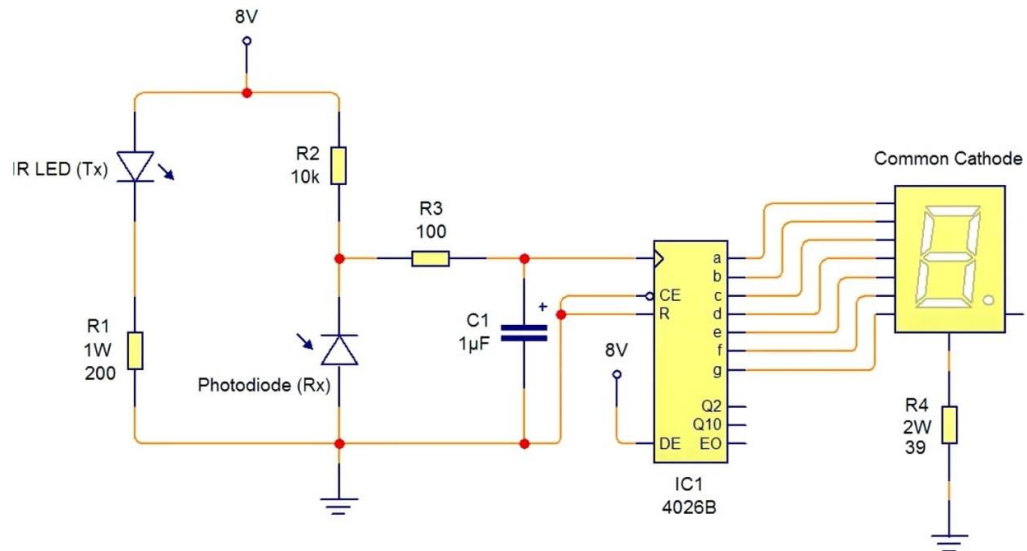 8V
IR LED (Tx)
R2
10k
R3
100
R1
1W
200
Photodiode (Rx)
C1
1µF
+
8V
CE
R
DE
a
b
c
d
e
f
g
Q2
Q10
EO
IC1
4026B
Common Cathode
R4
2W
39